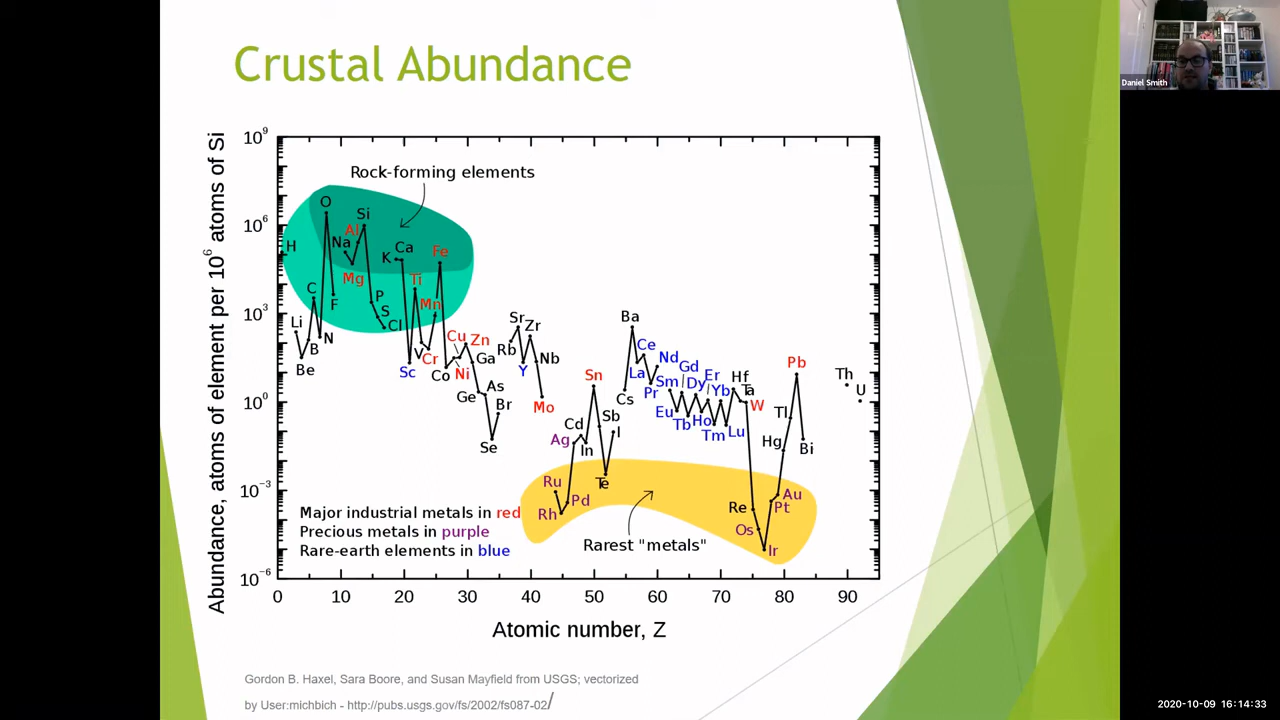 Crustal Abundance
Daniel Smith
Abundance, atoms of element per 10⁶ atoms of Si
10⁹
10⁶
10³
10⁰
10⁻³
10⁻⁶
Rock-forming elements
H
Li
Be
B
C
N
O
F
Na
Mg
Al
Si
P
S
Cl
K
Ca
Sc
Ti
V
Cr
Mn
Fe
Co
Ni
Cu
Zn
Ga
Ge
As
Se
Br
Rb
Sr
Y
Zr
Nb
Mo
Ru
Rh
Pd
Ag
Cd
In
Sn
Sb
Te
I
Cs
Ba
La
Ce
Pr
Nd
Sm
Eu
Gd
Tb
Dy
Ho
Er
Tm
Yb
Lu
Hf
Ta
W
Re
Os
Ir
Pt
Au
Hg
Tl
Pb
Bi
Th
U
Major industrial metals in red
Precious metals in purple
Rare-earth elements in blue
Rarest "metals"
0 10 20 30 40 50 60 70 80 90
Atomic number, Z
Gordon B. Haxel, Sara Boore, and Susan Mayfield from USGS; vectorized
by User:michbich - http://pubs.usgs.gov/fs/2002/fs087-02/
2020-10-09 16:14:33